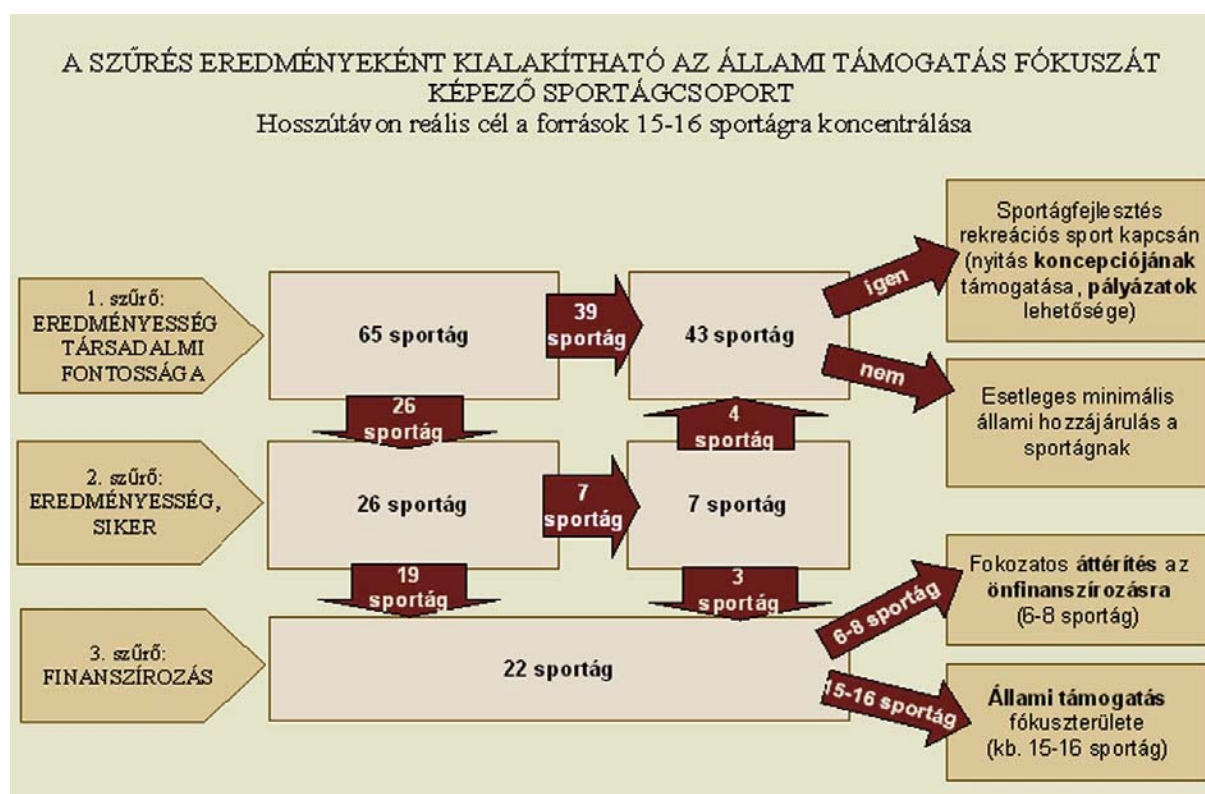 A SZŰRÉS EREDMÉNYEKÉNT KIALAKÍTHATÓ AZ ÁLLAMI TÁMOGATÁS FÓKUSZÁT
KÉPEZŐ SPORTÁGCSOPORT
Hosszútávon reális cél a források 15-16 sportágra koncentrálása
1. szűrő:
EREDMÉNYESSÉG
TÁRSADALMI
FONTOSSÁGA
65 sportág
39
sportág
43 sportág
igen
Sportágfejlesztés
rekreációs sport kapcsán
(nyitás koncepciójának
támogatása, pályázatok
lehetősége)
nem
Esetleges minimális
állami hozzájárulás a
sportágnak
26
sportág
4
sportág
2. szűrő:
EREDMÉNYESSÉG,
SIKER
26 sportág
7
sportág
7 sportág
19
sportág
3
sportág
3. szűrő:
FINANSZÍROZÁS
22 sportág
6-8 sportág
Fokozatos áttérítés az
önfinanszírozásra
(6-8 sportág)
15-16 sportág
Állami támogatás
fókuszterülete
(kb. 15-16 sportág)